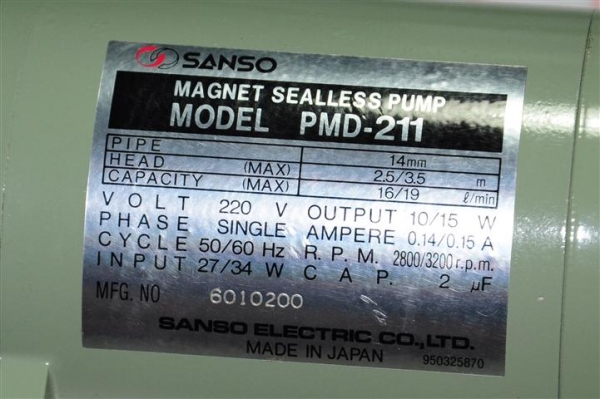 SANSO
MAGNET SEALLESS PUMP
MODEL PMD-211
PIPE 14mm
HEAD (MAX) 2.5/3.5 m
CAPACITY (MAX) 16/19 ℓ/min
VOLT 220 V OUTPUT 10/15 W
PHASE SINGLE AMPERE 0.14/0.15 A
CYCLE 50/60 Hz R.P.M. 2800/3200 r.p.m.
INPUT 27/34 W CAP. 2 µF
MFG. NO 6010200
SANSO ELECTRIC CO.,LTD.
MADE IN JAPAN 950325870